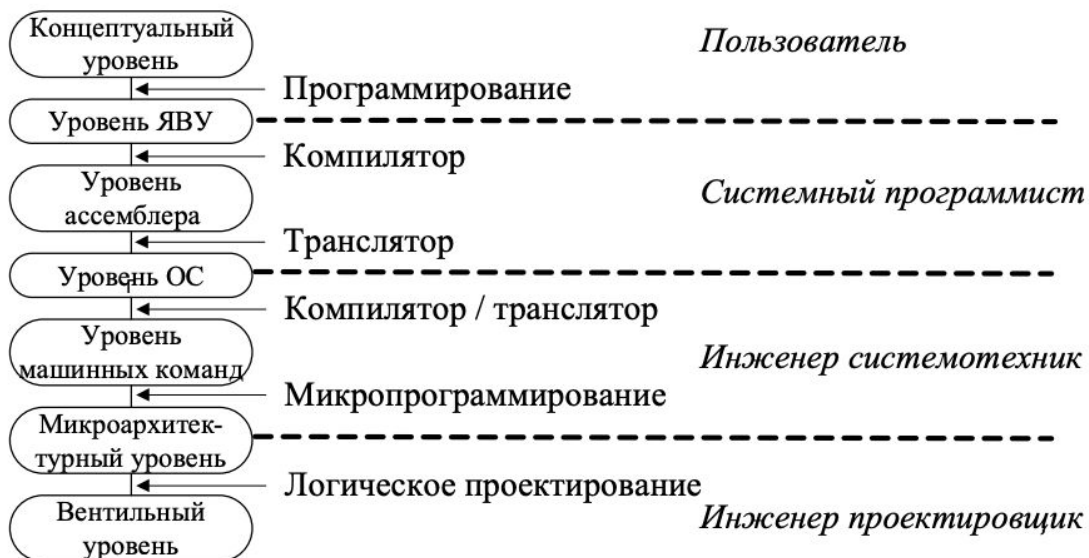 Концептуальный
уровень
Пользователь
Программирование
Уровень ЯВУ
Компилятор
Уровень
ассемблера
Системный программист
Транслятор
Уровень ОС
Компилятор / транслятор
Уровень
машинных команд
Инженер системотехник
Микропрограммирование
Микроархитек-
турный уровень
Логическое проектирование
Вентильный
уровень
Инженер проектировщик